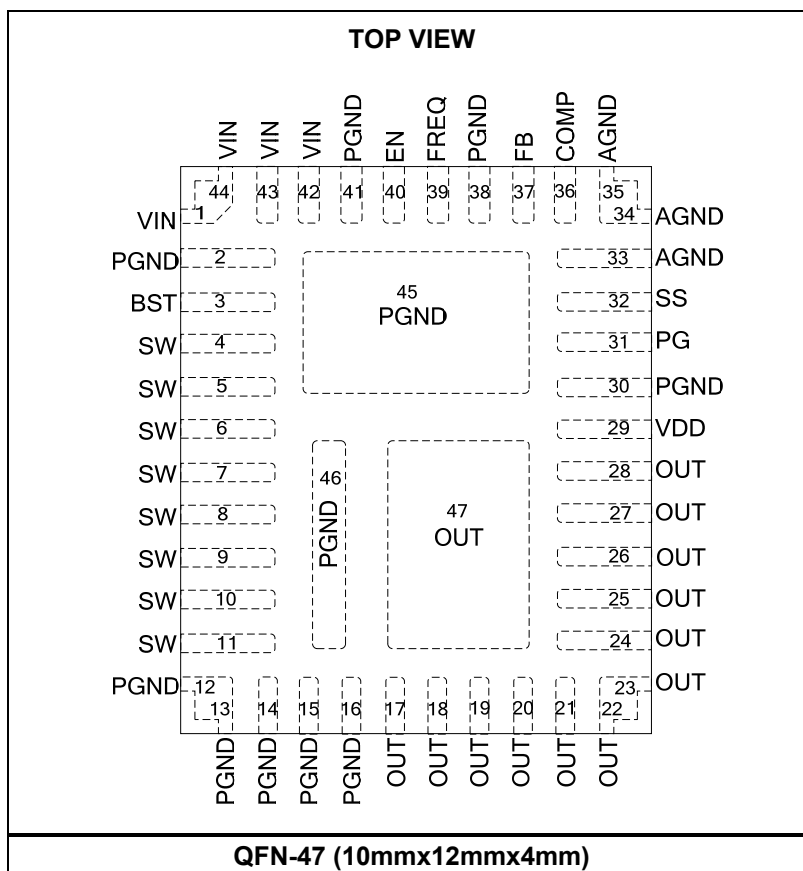 TOP VIEW
VIN VIN VIN PGND EN FREQ PGND FB COMP AGND
44 43 42 41 40 39 38 37 36 35
VIN 1 34 AGND
PGND 2 33 AGND
BST 3 32 SS
SW 4 31 PG
SW 5 30 PGND
SW 6 29 VDD
SW 7 28 OUT
SW 8 27 OUT
SW 9 26 OUT
SW 10 25 OUT
SW 11 24 OUT
PGND 12 23 OUT
45
PGND
46
PGND
47
OUT
13 14 15 16 17 18 19 20 21 22
PGND PGND PGND PGND OUT OUT OUT OUT OUT OUT
QFN-47 (10mmx12mmx4mm)